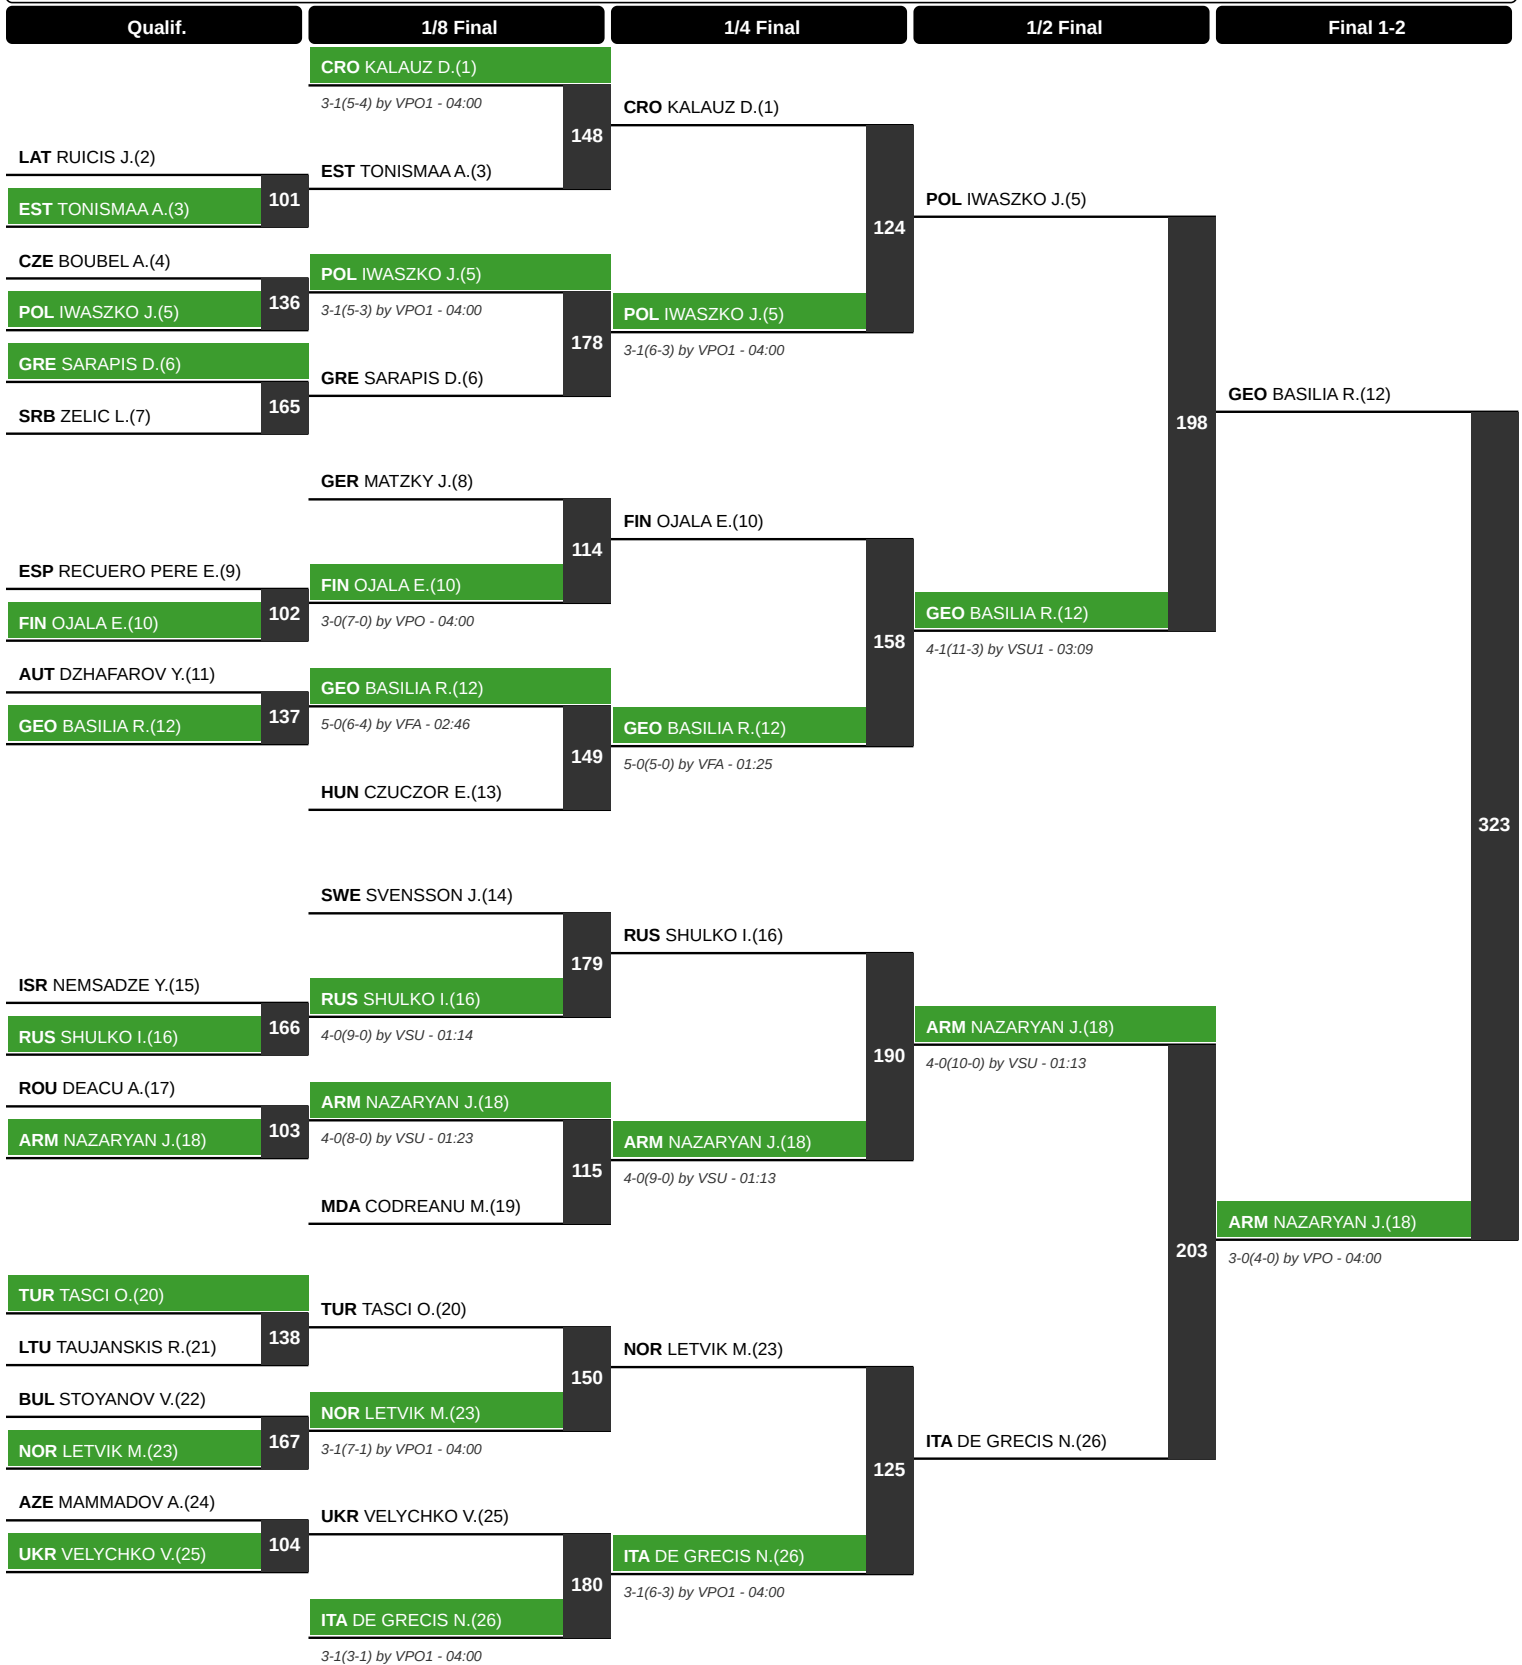 Qualif.
1/8 Final
1/4 Final
1/2 Final
Final 1-2
LAT RUICIS J.(2)
101
EST TONISMAA A.(3)
CZE BOUBEL A.(4)
136
POL IWASZKO J.(5)
GRE SARAPIS D.(6)
165
SRB ZELIC L.(7)
ESP RECUERO PERE E.(9)
102
FIN OJALA E.(10)
AUT DZHAFAROV Y.(11)
137
GEO BASILIA R.(12)
ISR NEMSADZE Y.(15)
166
RUS SHULKO I.(16)
ROU DEACU A.(17)
103
ARM NAZARYAN J.(18)
TUR TASCI O.(20)
138
LTU TAUJANSKIS R.(21)
BUL STOYANOV V.(22)
167
NOR LETVIK M.(23)
AZE MAMMADOV A.(24)
104
UKR VELYCHKO V.(25)
CRO KALAUZ D.(1)
3-1(5-4) by VPO1 - 04:00
148
EST TONISMAA A.(3)
POL IWASZKO J.(5)
3-1(5-3) by VPO1 - 04:00
178
GRE SARAPIS D.(6)
GER MATZKY J.(8)
114
FIN OJALA E.(10)
3-0(7-0) by VPO - 04:00
GEO BASILIA R.(12)
5-0(6-4) by VFA - 02:46
149
HUN CZUCZOR E.(13)
SWE SVENSSON J.(14)
179
RUS SHULKO I.(16)
4-0(9-0) by VSU - 01:14
ARM NAZARYAN J.(18)
4-0(8-0) by VSU - 01:23
115
MDA CODREANU M.(19)
TUR TASCI O.(20)
150
NOR LETVIK M.(23)
3-1(7-1) by VPO1 - 04:00
UKR VELYCHKO V.(25)
180
ITA DE GRECIS N.(26)
3-1(3-1) by VPO1 - 04:00
CRO KALAUZ D.(1)
124
POL IWASZKO J.(5)
3-1(6-3) by VPO1 - 04:00
FIN OJALA E.(10)
158
GEO BASILIA R.(12)
5-0(5-0) by VFA - 01:25
RUS SHULKO I.(16)
190
ARM NAZARYAN J.(18)
4-0(9-0) by VSU - 01:13
NOR LETVIK M.(23)
125
ITA DE GRECIS N.(26)
3-1(6-3) by VPO1 - 04:00
POL IWASZKO J.(5)
198
GEO BASILIA R.(12)
4-1(11-3) by VSU1 - 03:09
ARM NAZARYAN J.(18)
4-0(10-0) by VSU - 01:13
203
ITA DE GRECIS N.(26)
GEO BASILIA R.(12)
323
ARM NAZARYAN J.(18)
3-0(4-0) by VPO - 04:00